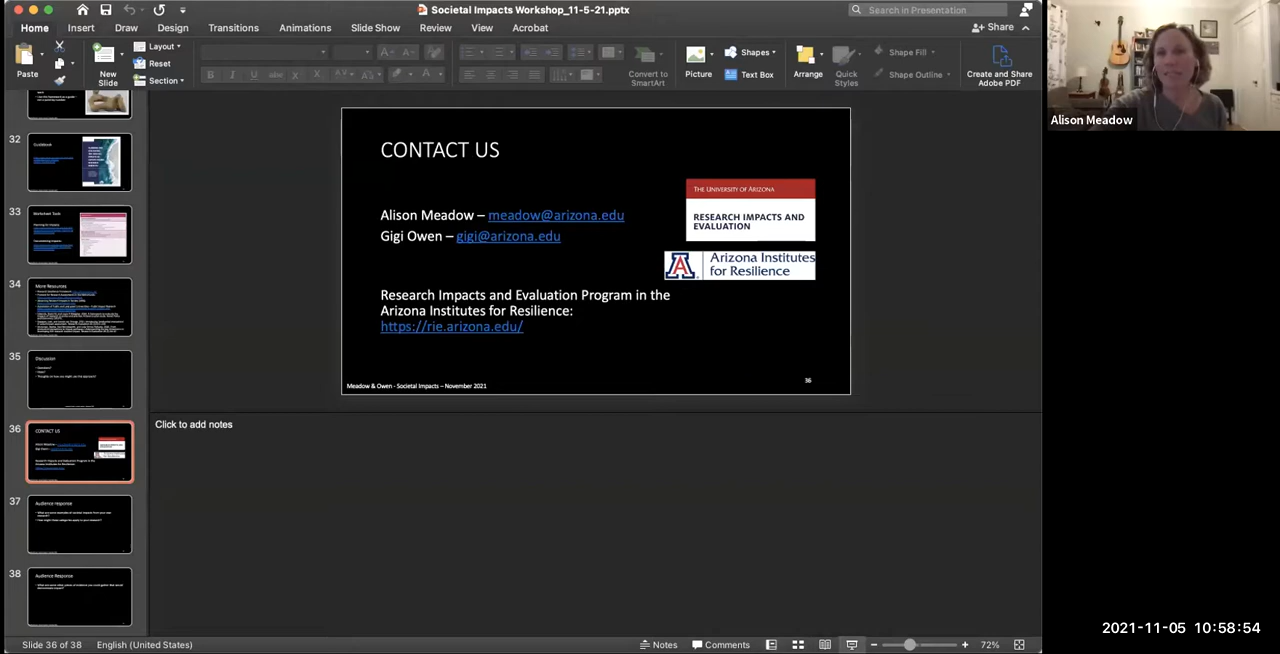 Societal Impacts Workshop_11-5-21.pptx
Search in Presentation
Home Insert Draw Design Transitions Animations Slide Show Review View Acrobat
Share
Paste
New Slide
Layout
Reset
Section
Convert to SmartArt
Picture
Shapes
Text Box
Arrange
Quick Styles
Shape Fill
Shape Outline
Create and Share Adobe PDF
Alison Meadow
32
Guidebook
33
Worksheet Tools
34
More Resources
35
Discussion
36
CONTACT US
37
Audience response
38
Audience Response
CONTACT US
THE UNIVERSITY OF ARIZONA
RESEARCH IMPACTS AND
EVALUATION
Alison Meadow – meadow@arizona.edu
Gigi Owen – gigi@arizona.edu
A
Arizona Institutes
for Resilience
Research Impacts and Evaluation Program in the
Arizona Institutes for Resilience:
https://rie.arizona.edu/
Meadow & Owen - Societal Impacts – November 2021
36
Click to add notes
Slide 36 of 38
English (United States)
Notes
Comments
72%
2021-11-05 10:58:54